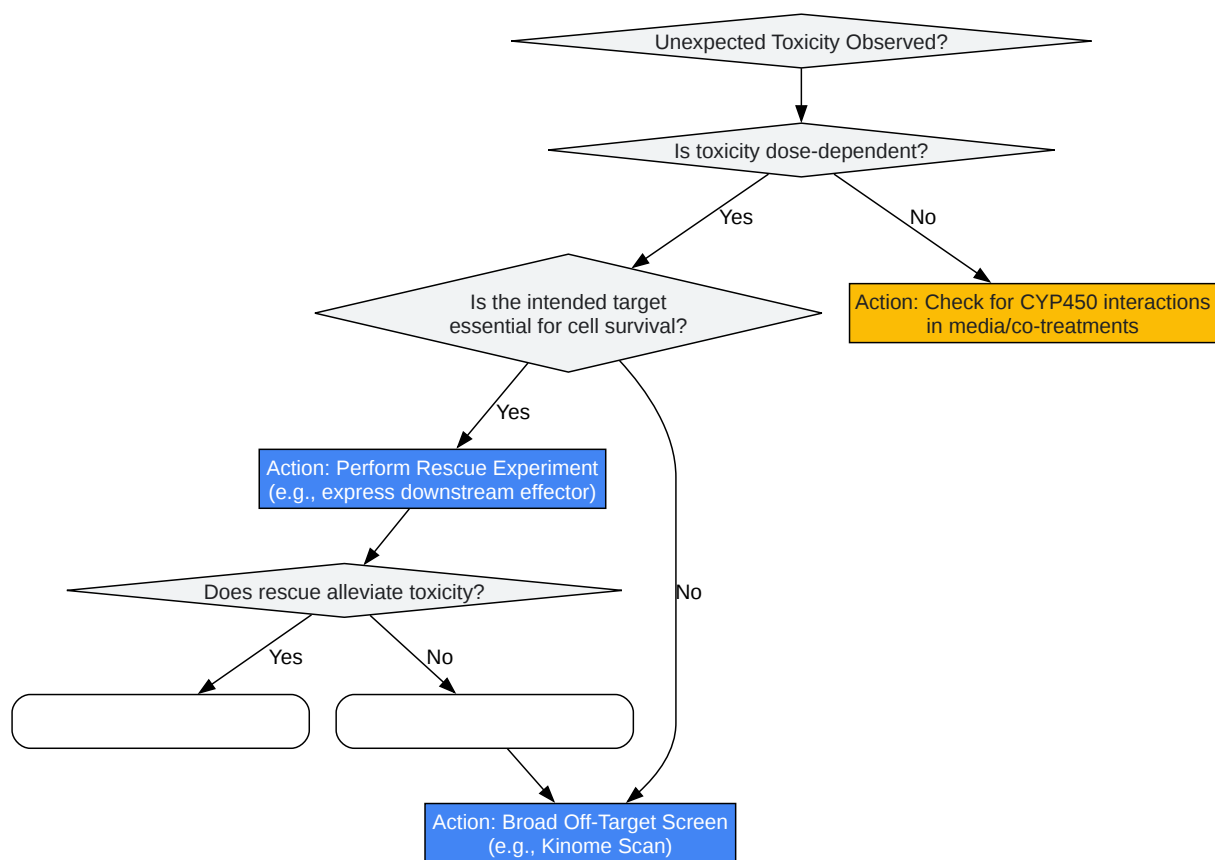 Unexpected Toxicity Observed?
Is toxicity dose-dependent?
Yes
No
Is the intended target
essential for cell survival?
Action: Check for CYP450 interactions
in media/co-treatments
Yes
Action: Perform Rescue Experiment
(e.g., express downstream effector)
No
Does rescue alleviate toxicity?
Yes
No
Action: Broad Off-Target Screen
(e.g., Kinome Scan)